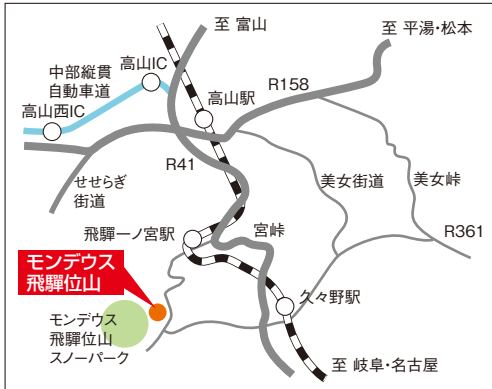 至 富山
至 平湯・松本
中部縦貫
自動車道
高山IC
高山西IC
高山駅
R158
R41
せせらぎ
街道
美女街道
美女峠
R361
飛騨一ノ宮駅
宮峠
モンデウス
飛騨位山
久々野駅
モンデウス
飛騨位山
スノーパーク
至 岐阜・名古屋